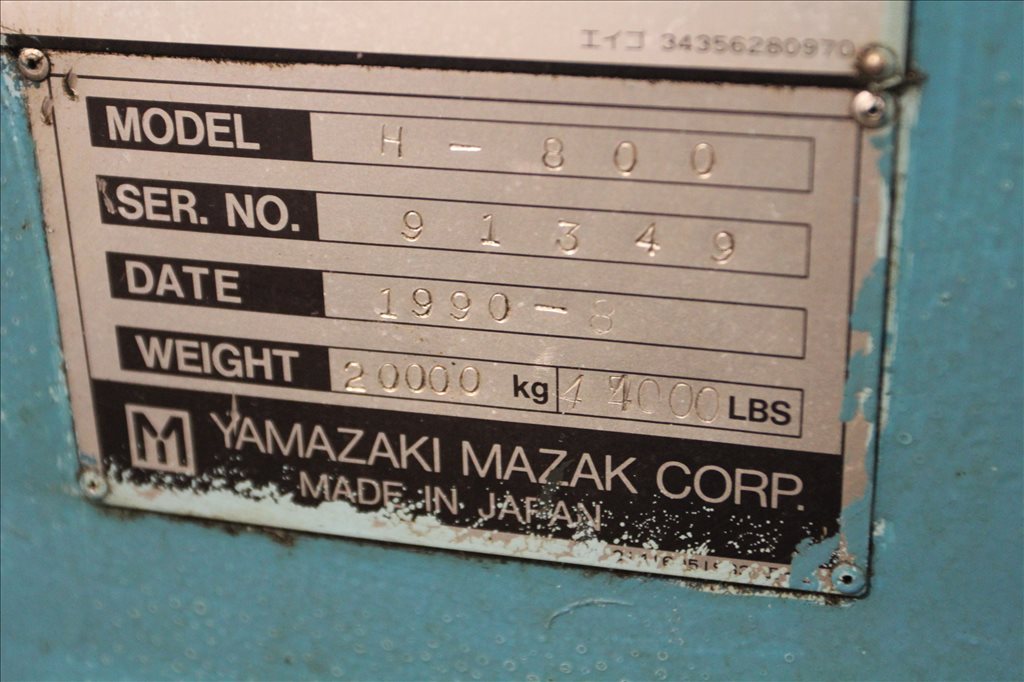 エイコ 34356280970
MODEL H-800
SER. NO. 91349
DATE 1990-8
WEIGHT 20000 kg 44000 LBS
YAMAZAKI MAZAK CORP.
MADE IN JAPAN